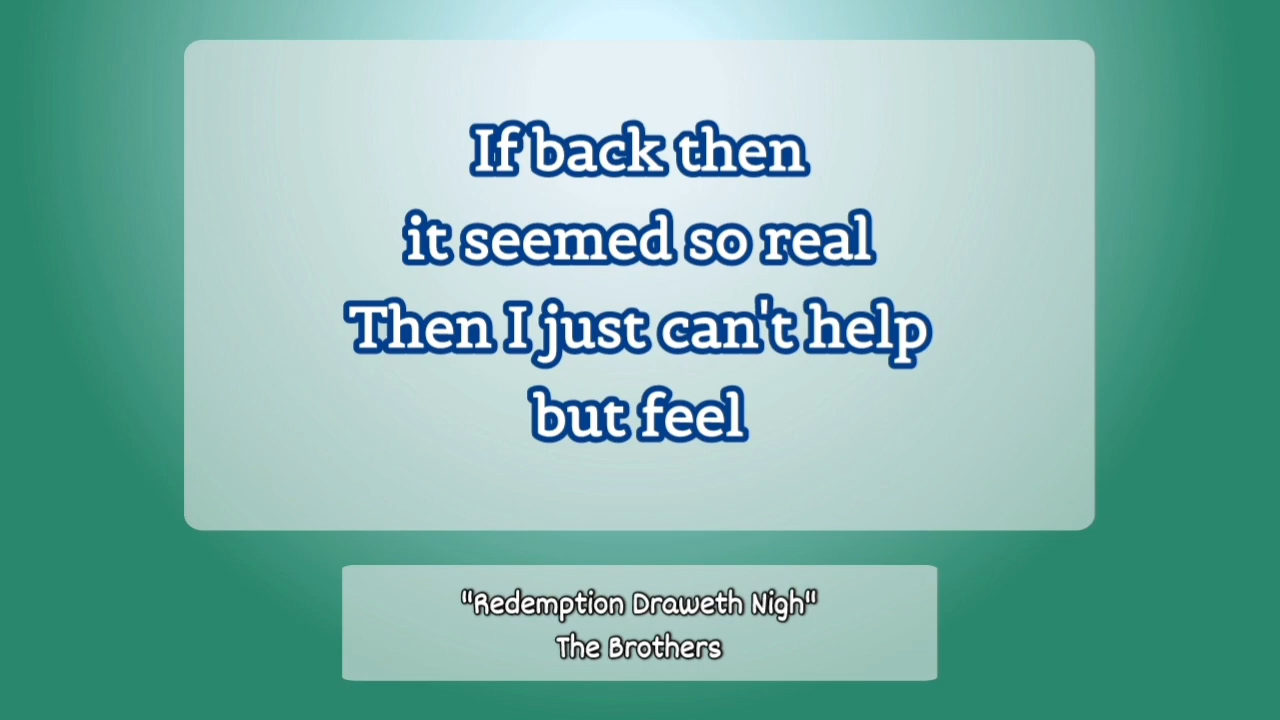 If back then
it seemed so real
Then I just can't help
but feel
"Redemption Draweth Nigh"
The Brothers